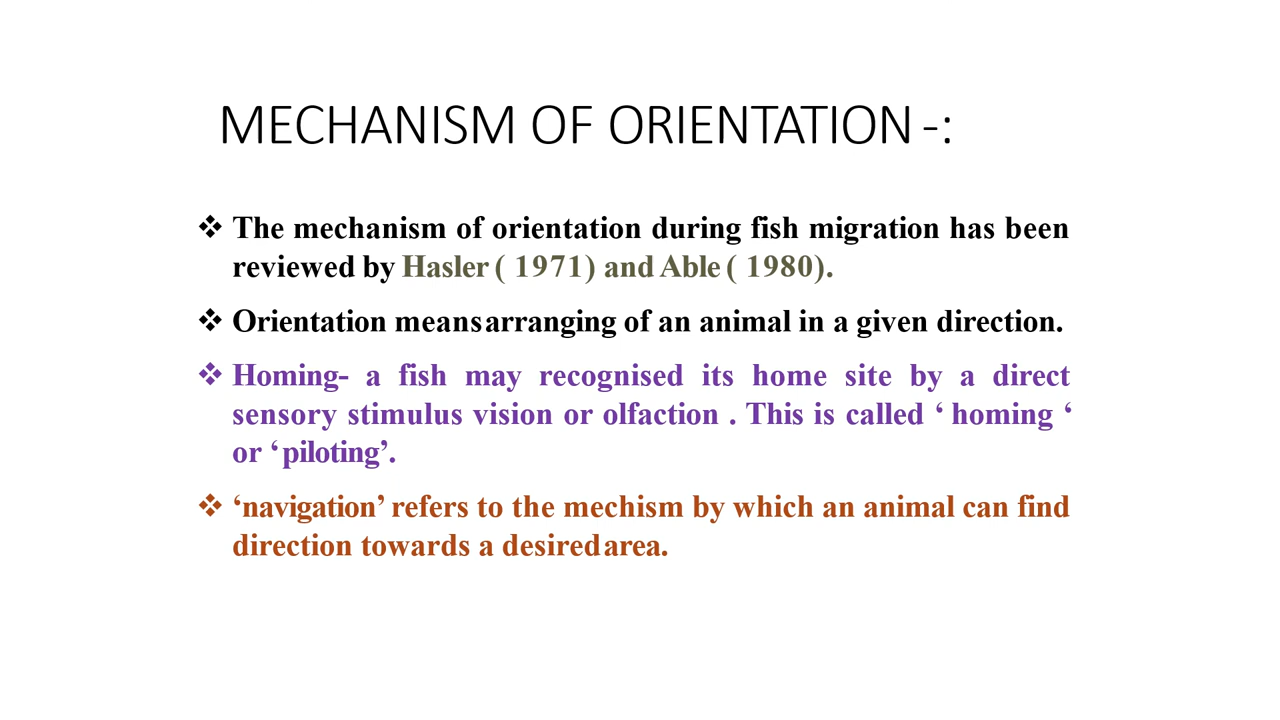 MECHANISM OF ORIENTATION -:
❖ The mechanism of orientation during fish migration has been
reviewed by Hasler ( 1971) and Able ( 1980).
❖ Orientation means arranging of an animal in a given direction.
❖ Homing- a fish may recognised its home site by a direct
sensory stimulus vision or olfaction . This is called ‘ homing ‘
or ‘piloting’.
❖ ‘navigation’ refers to the mechism by which an animal can find
direction towards a desired area.